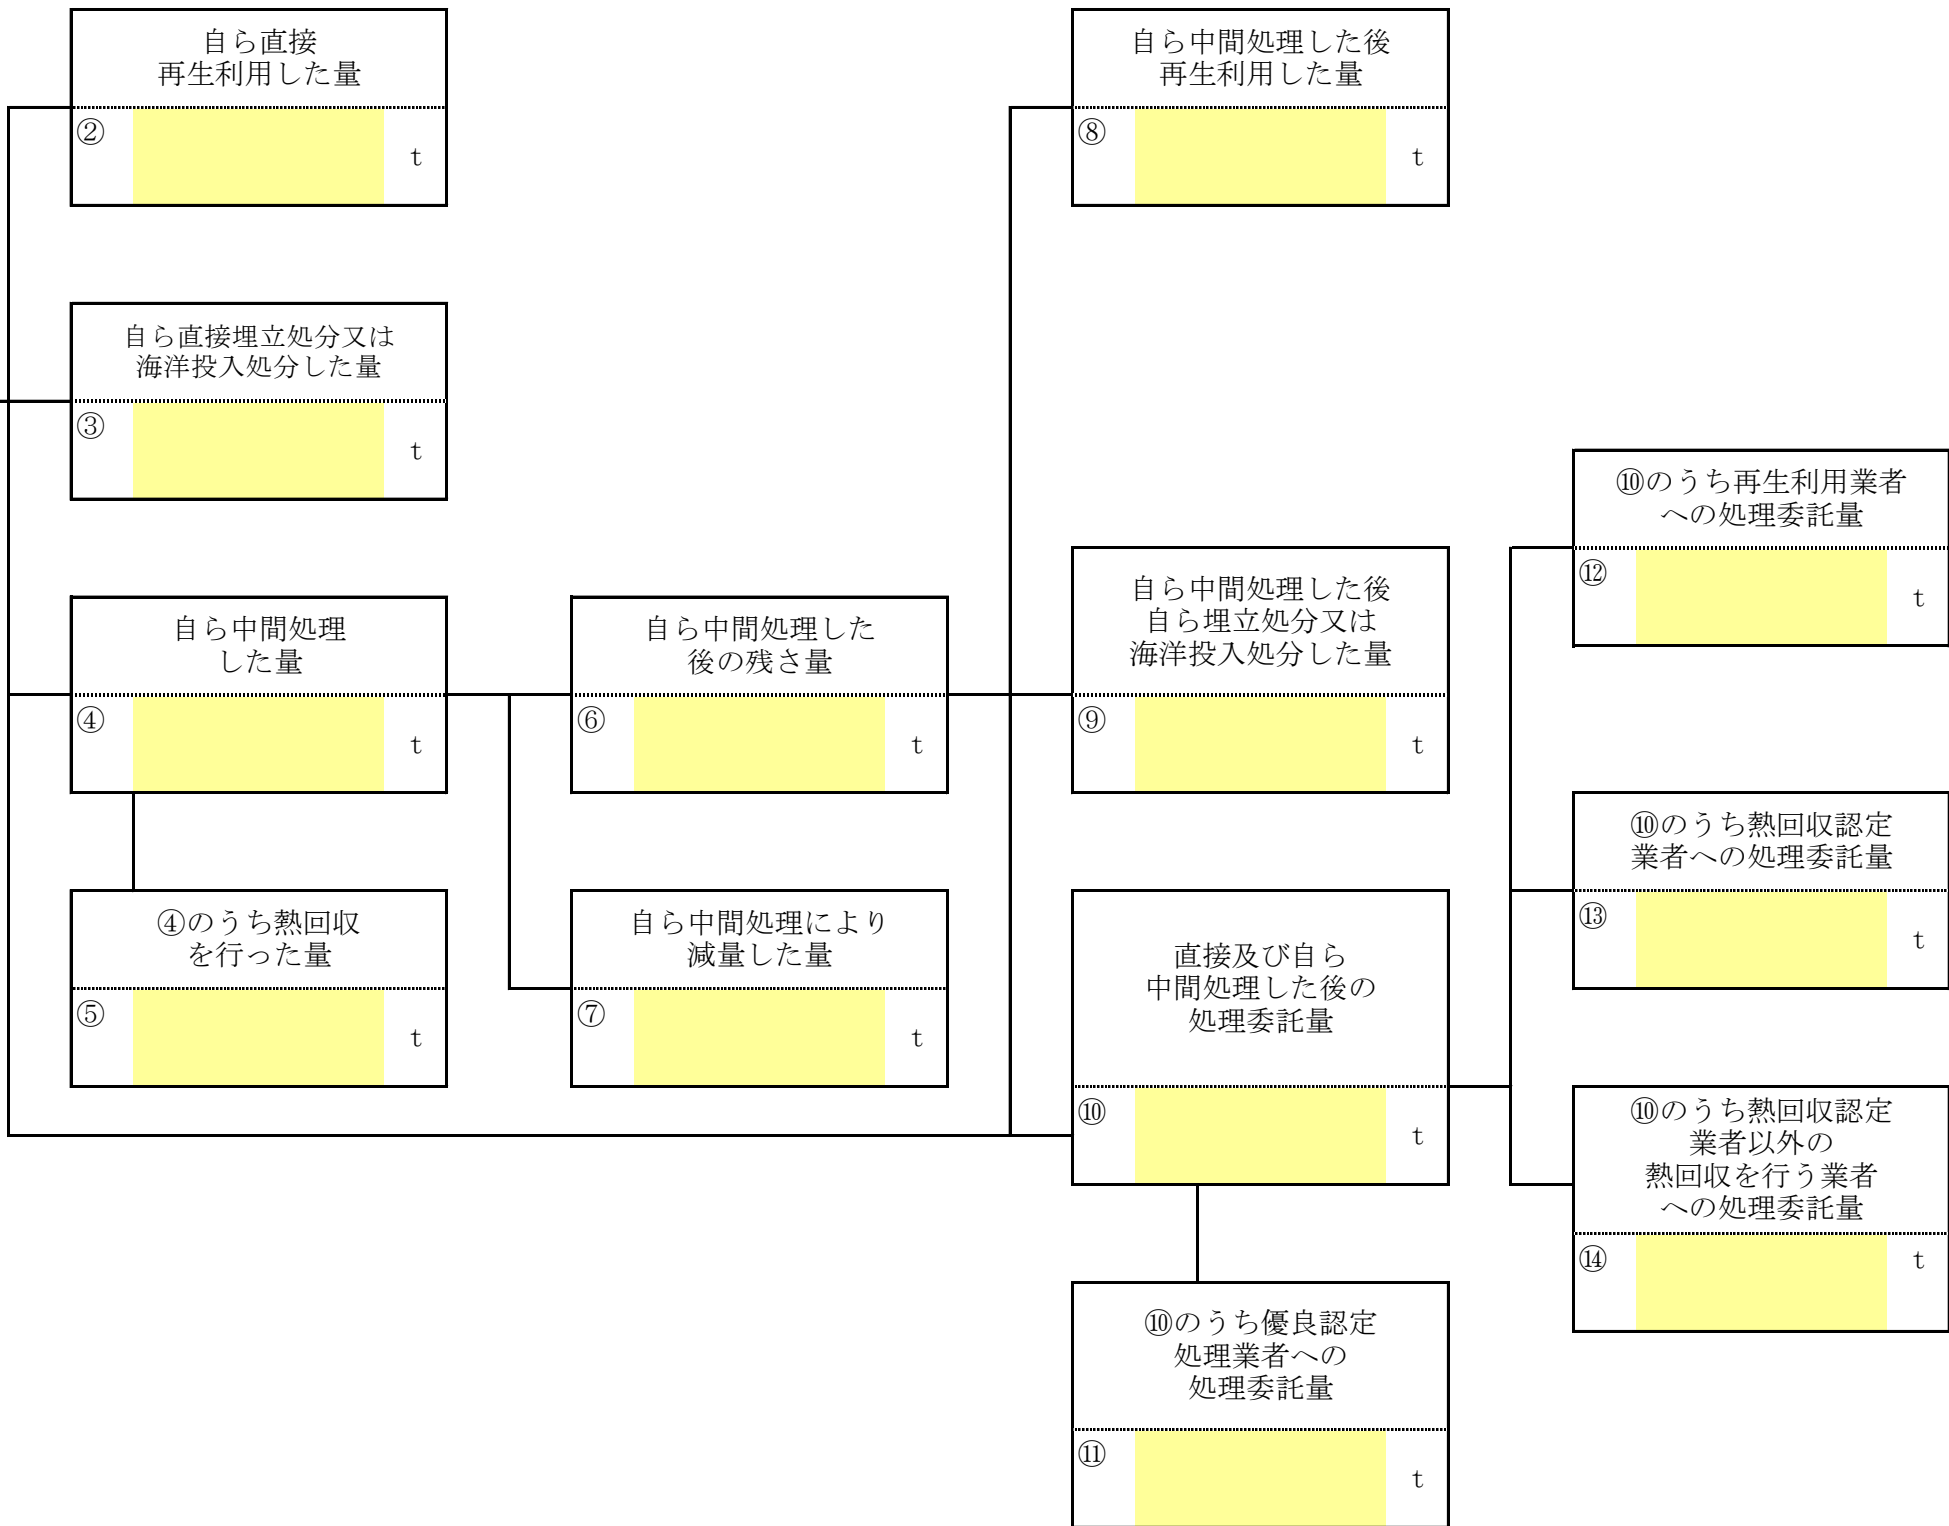 自ら直接
再生利用した量
②
t
自ら中間処理した後
再生利用した量
⑧
t
自ら直接埋立処分又は
海洋投入処分した量
③
t
⑩のうち再生利用業者
への処理委託量
⑫
t
自ら中間処理
した量
④
t
自ら中間処理した
後の残さ量
⑥
t
自ら中間処理した後
自ら埋立処分又は
海洋投入処分した量
⑨
t
⑩のうち熱回収認定
業者への処理委託量
⑬
t
④のうち熱回収
を行った量
⑤
t
自ら中間処理により
減量した量
⑦
t
直接及び自ら
中間処理した後の
処理委託量
⑩
t
⑩のうち熱回収認定
業者以外の
熱回収を行う業者
への処理委託量
⑭
t
⑩のうち優良認定
処理業者への
処理委託量
⑪
t